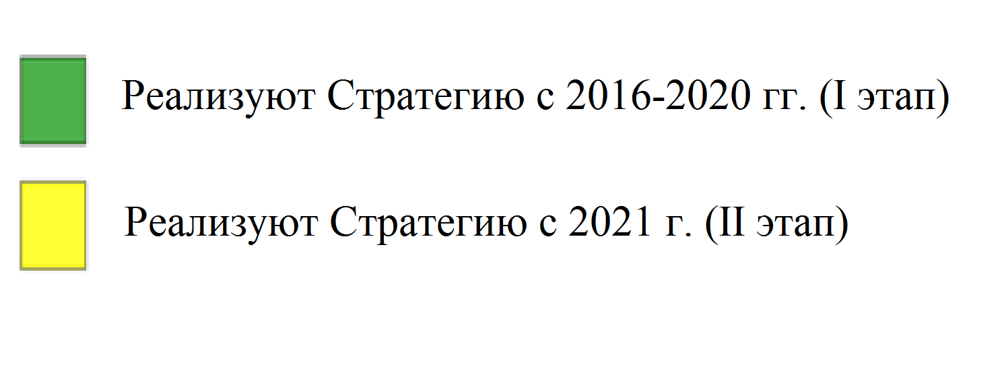 Реализуют Стратегию с 2016-2020 гг. (I этап)
Реализуют Стратегию с 2021 г. (II этап)